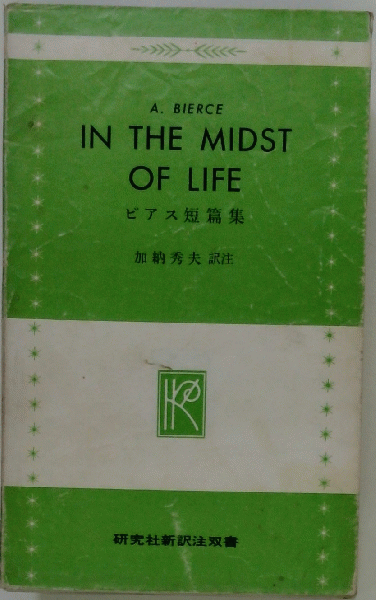 A. BIERCE
IN THE MIDST
OF LIFE
ビアス短篇集
加納秀夫 訳注
研究社新訳注双書